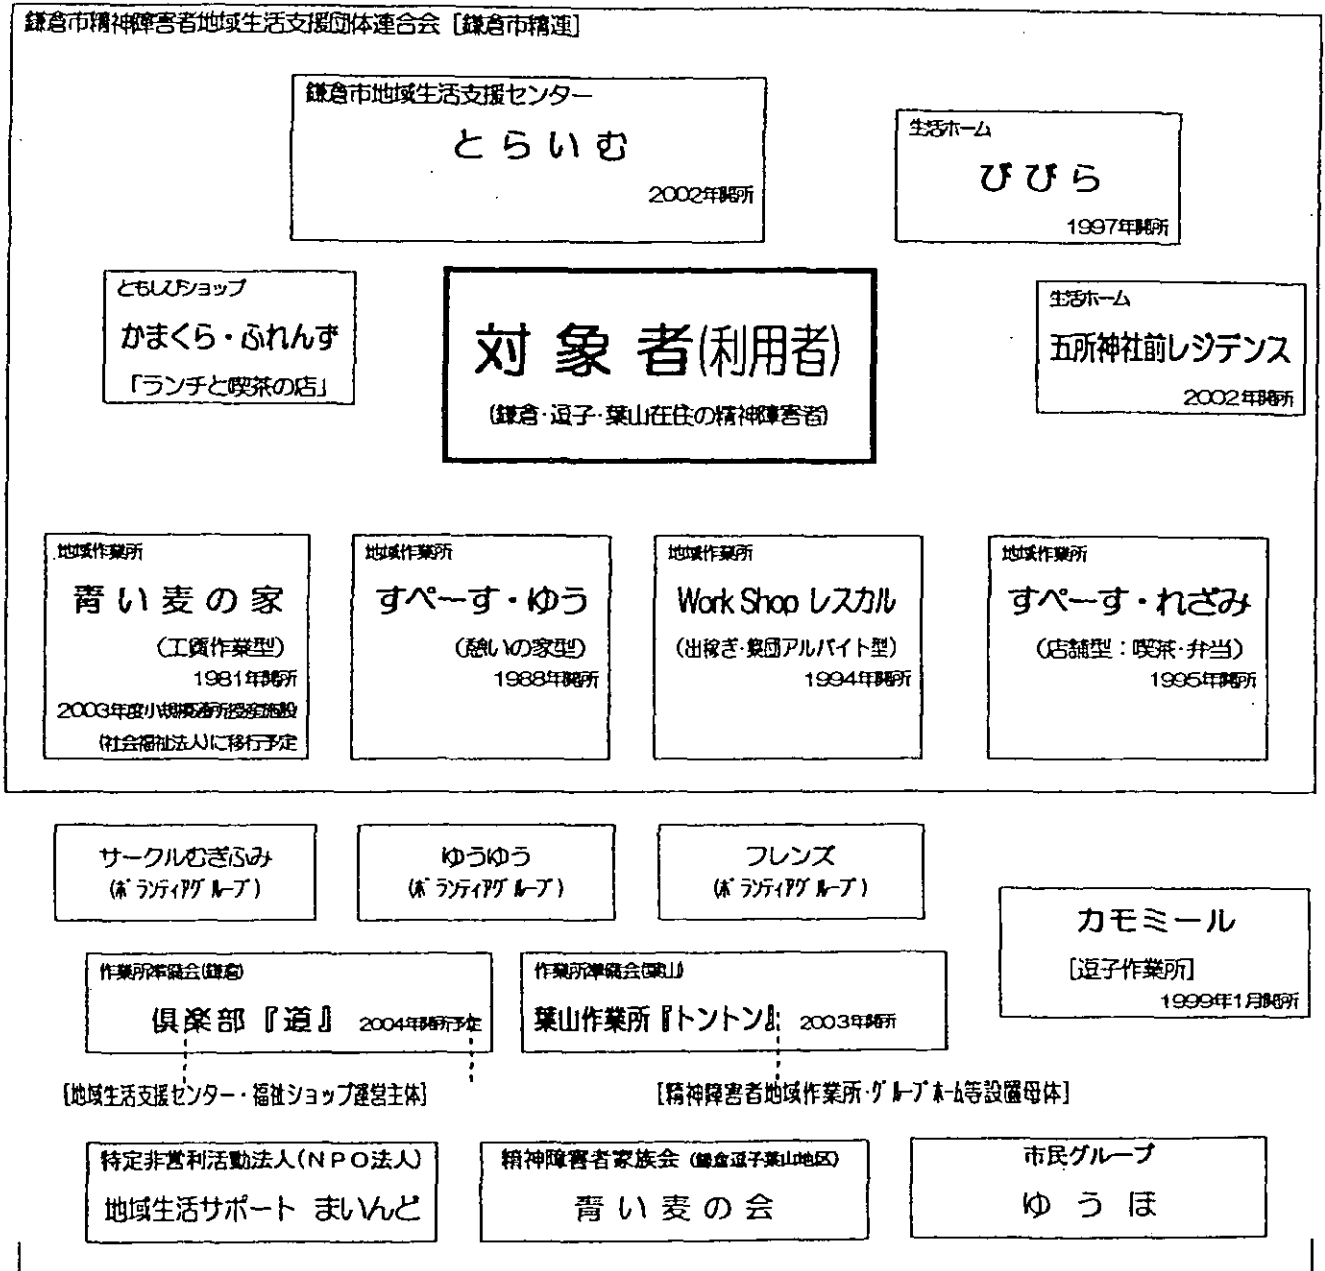 鎌倉市精神障害者地域生活支援団体連合会［鎌倉市精連］
鎌倉市地域生活支援センター
とらいむ
2002年開所
生活ホーム
びびら
1997年開所
ともしびショップ
かまくら・ふれんず
「ランチと喫茶の店」
対象者(利用者)
(鎌倉・逗子・葉山在住の精神障害者)
生活ホーム
五所神社前レジデンス
2002年開所
地域作業所
青い麦の家
(工賃作業型)
1981年開所
2003年度小規模通所授産施設
(社会福祉法人)に移行予定
地域作業所
すぺーす・ゆう
(憩いの家型)
1988年開所
地域作業所
Work Shop レスカル
(出稼ぎ・集団アルバイト型)
1994年開所
地域作業所
すぺーす・れざみ
(店舗型：喫茶・弁当)
1995年開所
サークルむぎふみ
(ボランティアグループ)
ゆうゆう
(ボランティアグループ)
フレンズ
(ボランティアグループ)
カモミール
[逗子作業所]
1999年1月開所
作業所準備会(鎌倉)
倶楽部『道』 2004年開所予定
作業所準備会(葉山)
葉山作業所『トントン』 2003年開所
[地域生活支援センター・福祉ショップ運営主体]
[精神障害者地域作業所・グループホーム等設置母体]
特定非営利活動法人(ＮＰＯ法人)
地域生活サポート まいんど
精神障害者家族会 (鎌倉逗子葉山地区)
青い麦の会
市民グループ
ゆうほ